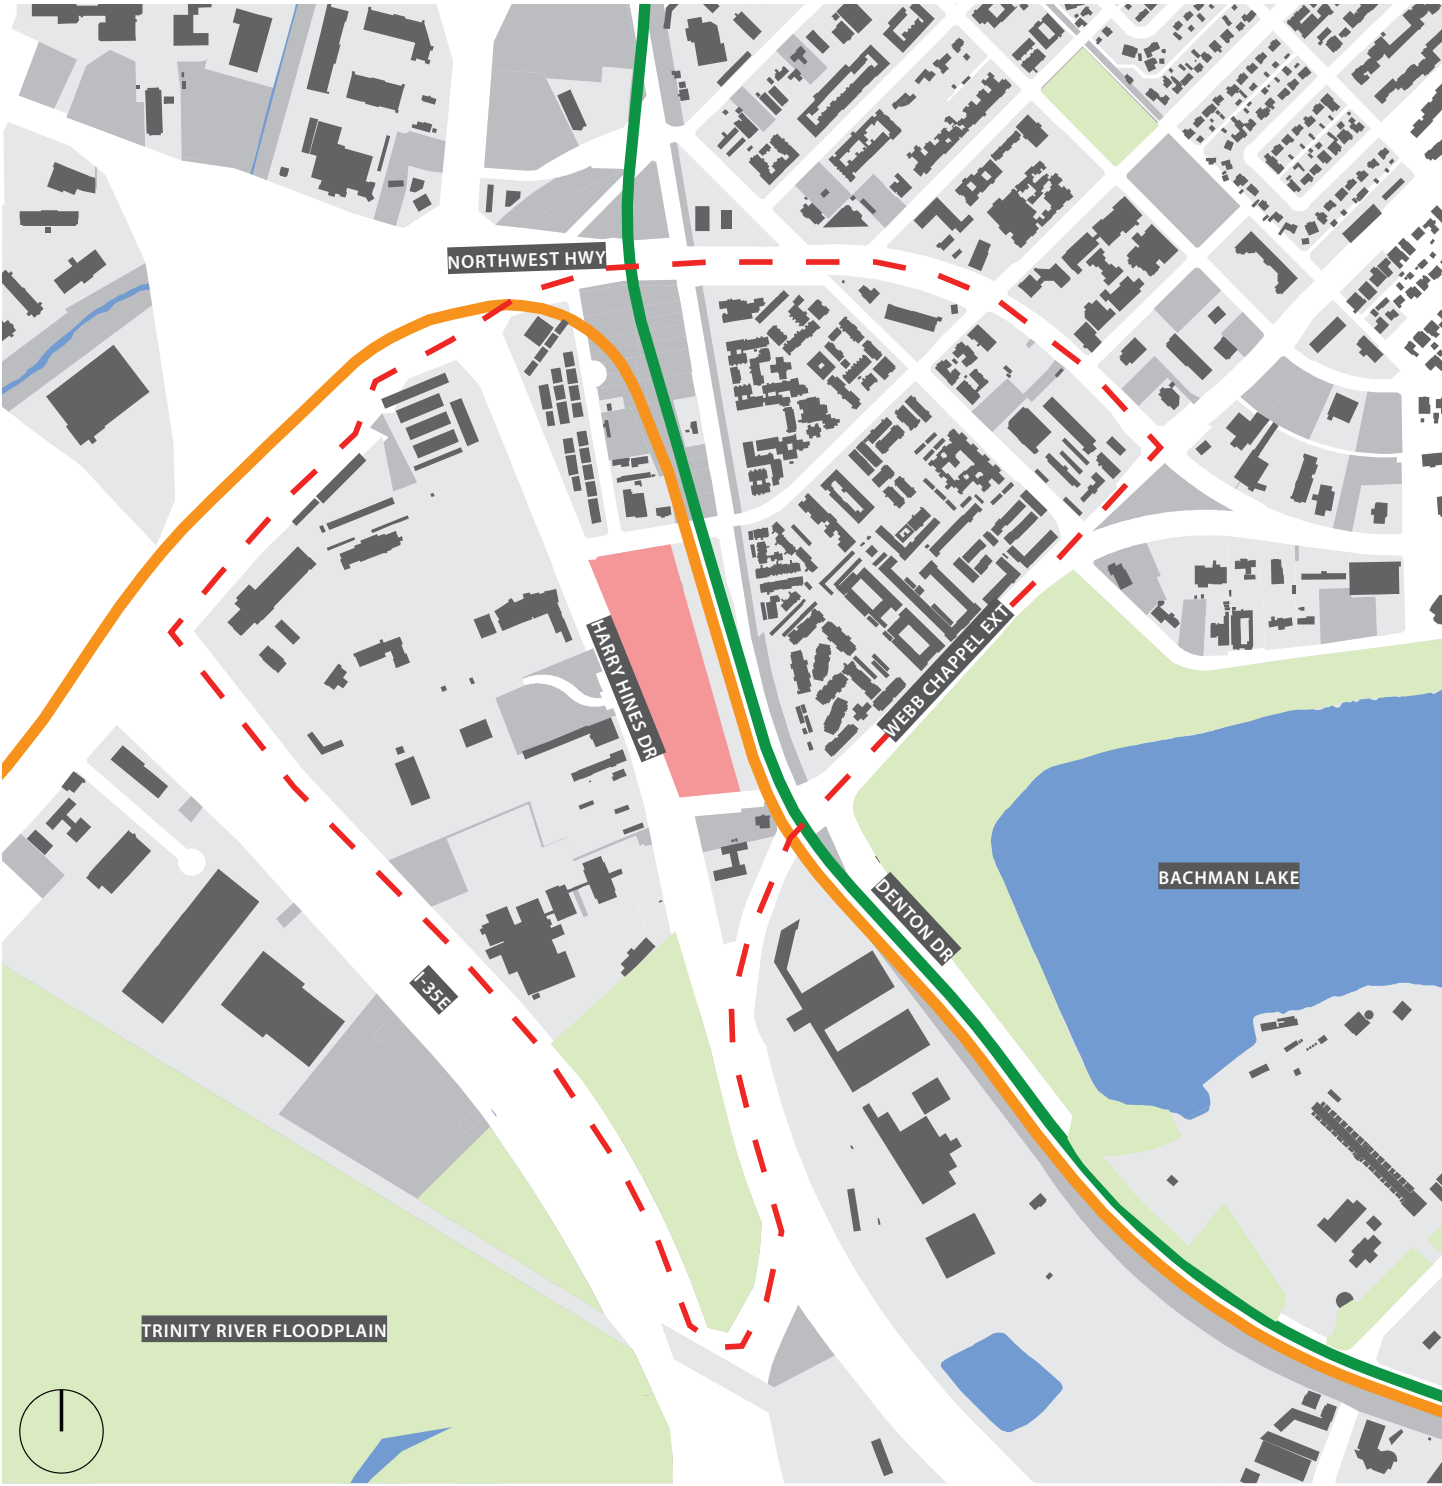 NORTHWEST HWY
HARRY HINES DR
WEBB CHAPPEL EXT
BACHMAN LAKE
DENTON DR
I-35E
TRINITY RIVER FLOODPLAIN